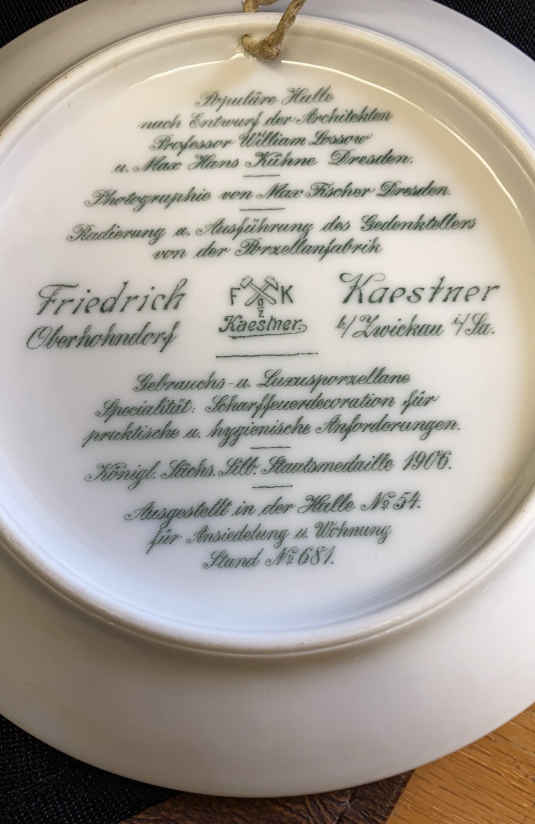 Populäre Halle
nach Entwurf der Architekten
Professor William Lossow
u. Max Hans Kühne Dresden.
Photographie von Max Fischer Dresden.
Radierung u. Ausführung des Gedenktellers
von der Porzellanfabrik
Friedrich F K Kaestner
Oberhohndorf Kaestner. b/Zwickau i/Sa.
Gebrauchs- u. Luxusporzellane
Specialität: Scharffeuerdecoration für
praktische u. hygienische Anforderungen.
Königl. Sächs. Silb. Staatsmedaille 1906.
Ausgestellt in der Halle No 54.
für Ansiedelung u. Wohnung
Stand No 681.